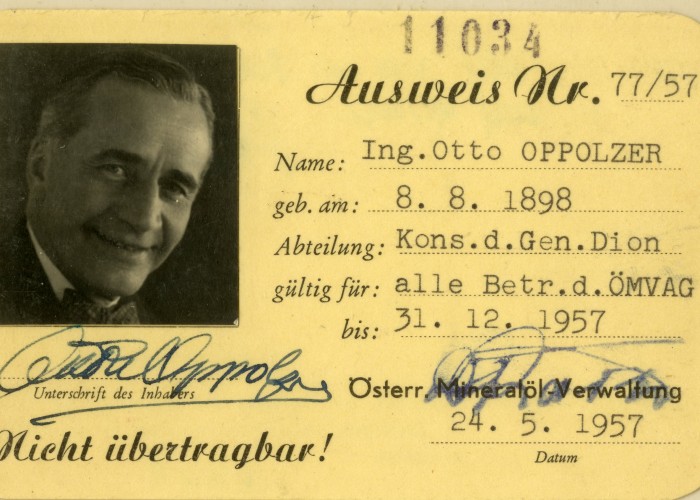 11034
Ausweis Nr. 77/57
Name: Ing.Otto OPPOLZER
geb. am: 8. 8. 1898
Abteilung: Kons.d.Gen.Dion
gültig für: alle Betr.d.ÖMVAG
bis: 31. 12. 1957
Otto Oppolzer
Unterschrift des Inhabers
Österr. Mineralöl-Verwaltung
24. 5. 1957
Datum
Nicht übertragbar!